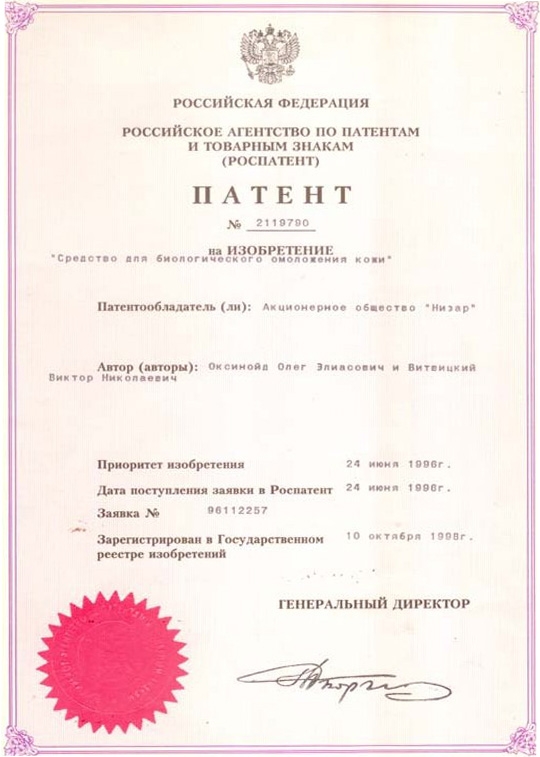 РОССИЙСКАЯ ФЕДЕРАЦИЯ
РОССИЙСКОЕ АГЕНТСТВО ПО ПАТЕНТАМ
И ТОВАРНЫМ ЗНАКАМ
(РОСПАТЕНТ)
ПАТЕНТ
№ 2119790
на ИЗОБРЕТЕНИЕ
"Средство для биологического омоложения кожи"
Патентообладатель (ли): Акционерное общество "Низар"
Автор (авторы): Оксинойд Олег Элиасович и Витвицкий
Виктор Николаевич
Приоритет изобретения 24 июня 1996г.
Дата поступления заявки в Роспатент 24 июня 1996г.
Заявка № 96112257
Зарегистрирован в Государственном
реестре изобретений 10 октября 1998г.
ГЕНЕРАЛЬНЫЙ ДИРЕКТОР